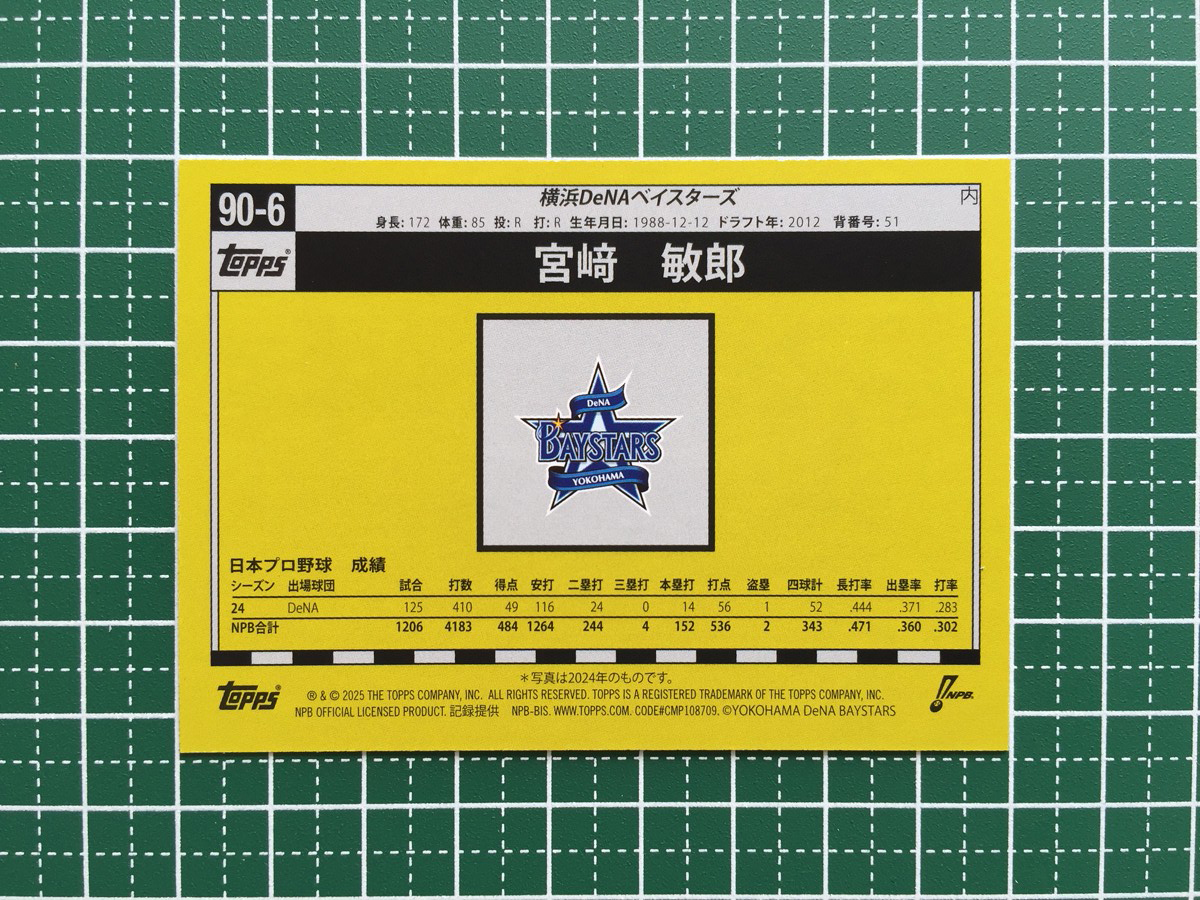 90-6
横浜DeNAベイスターズ
内
身長: 172 体重: 85 投: R 打: R 生年月日: 1988-12-12 ドラフト年: 2012 背番号: 51
topps®
宮﨑 敏郎
DeNA
BAYSTARS
YOKOHAMA
日本プロ野球 成績
シーズン 出場球団 試合 打数 得点 安打 二塁打 三塁打 本塁打 打点 盗塁 四球計 長打率 出塁率 打率
24 DeNA 125 410 49 116 24 0 14 56 1 52 .444 .371 .283
NPB合計 1206 4183 484 1264 244 4 152 536 2 343 .471 .360 .302
＊写真は2024年のものです。
topps®
® & © 2025 THE TOPPS COMPANY, INC. ALL RIGHTS RESERVED. TOPPS IS A REGISTERED TRADEMARK OF THE TOPPS COMPANY, INC.
NPB OFFICIAL LICENSED PRODUCT. 記録提供 NPB-BIS. WWW.TOPPS.COM. CODE#CMP108709. ©YOKOHAMA DeNA BAYSTARS
NPB